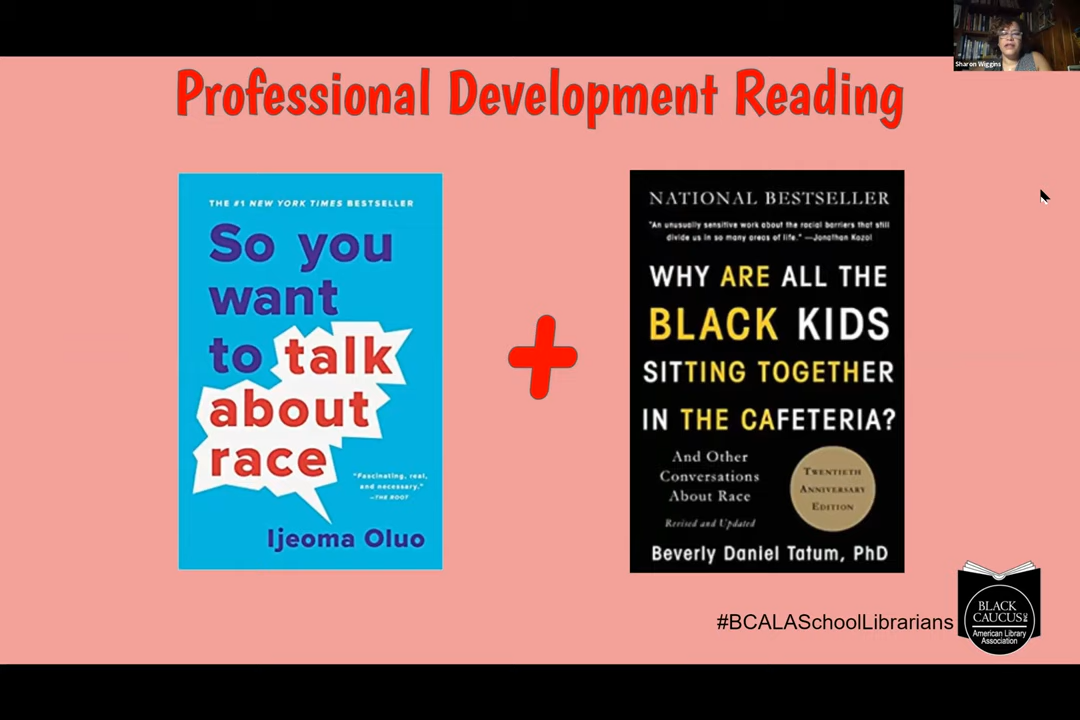 Sharon Wiggins
Professional Development Reading
THE #1 NEW YORK TIMES BESTSELLER
So you
want
to talk
about
race
"Fascinating, real,
and necessary."
—THE ROOT
Ijeoma Oluo
+
NATIONAL BESTSELLER
"An unusually sensitive work about the racial barriers that still
divide us in so many areas of life." —Jonathan Kozol
WHY ARE ALL THE
BLACK KIDS
SITTING TOGETHER
IN THE CAFETERIA?
And Other
Conversations
About Race
Revised and Updated
TWENTIETH
ANNIVERSARY
EDITION
Beverly Daniel Tatum, PhD
#BCALASchoolLibrarians
BLACK
CAUCUS OF
American Library
Association